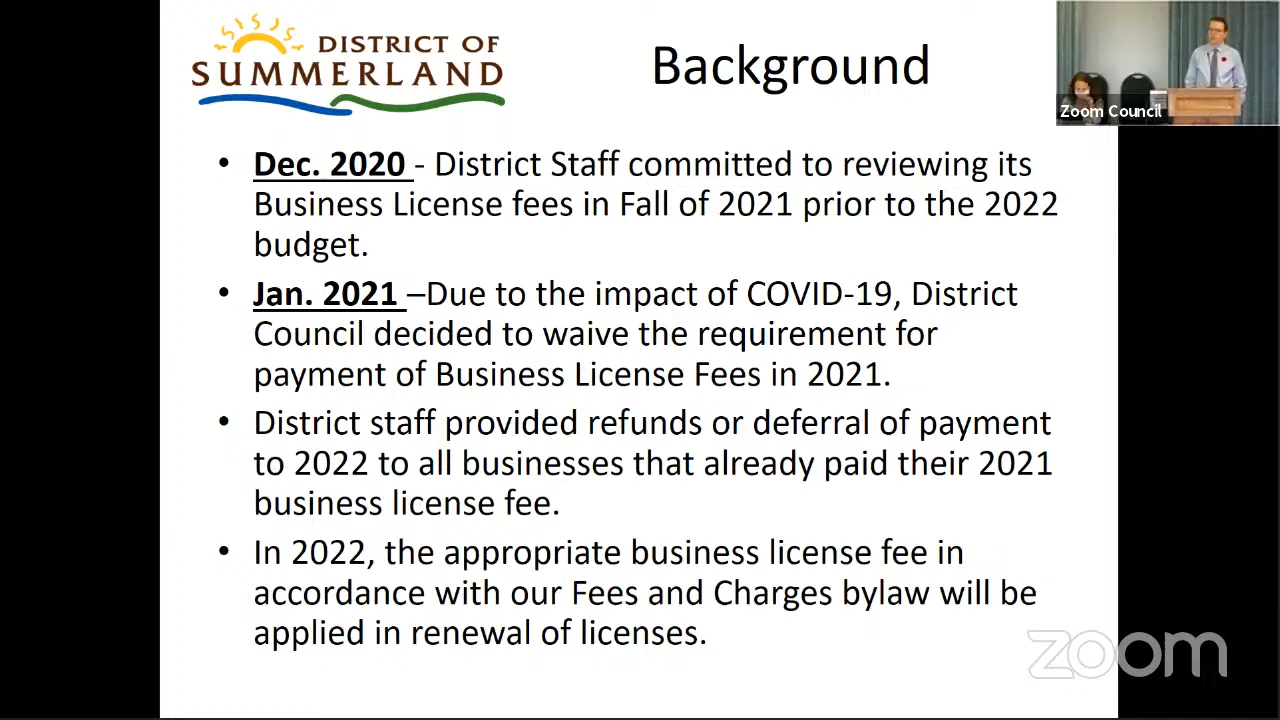 DISTRICT OF
SUMMERLAND
Background
Zoom Council
• Dec. 2020 - District Staff committed to reviewing its
Business License fees in Fall of 2021 prior to the 2022
budget.
• Jan. 2021 –Due to the impact of COVID-19, District
Council decided to waive the requirement for
payment of Business License Fees in 2021.
• District staff provided refunds or deferral of payment
to 2022 to all businesses that already paid their 2021
business license fee.
• In 2022, the appropriate business license fee in
accordance with our Fees and Charges bylaw will be
applied in renewal of licenses.
zoom